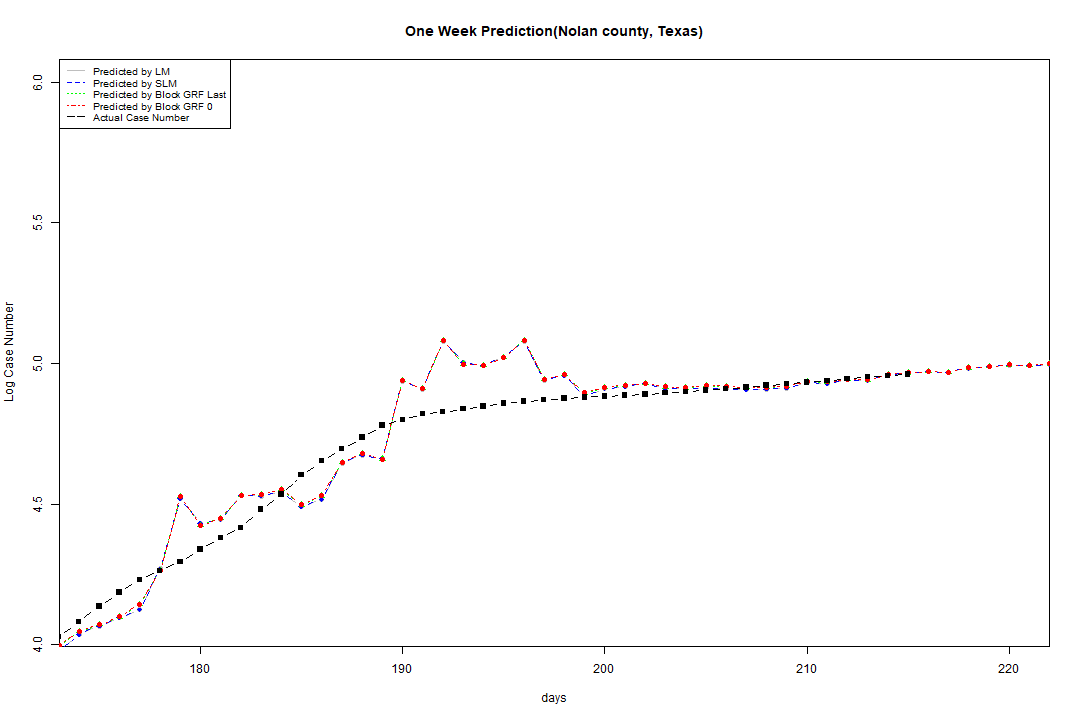 One Week Prediction(Nolan county, Texas)
Predicted by LM
Predicted by SLM
Predicted by Block GRF Last
Predicted by Block GRF 0
Actual Case Number
6.0
5.5
5.0
4.5
4.0
Log Case Number
180 190 200 210 220
days